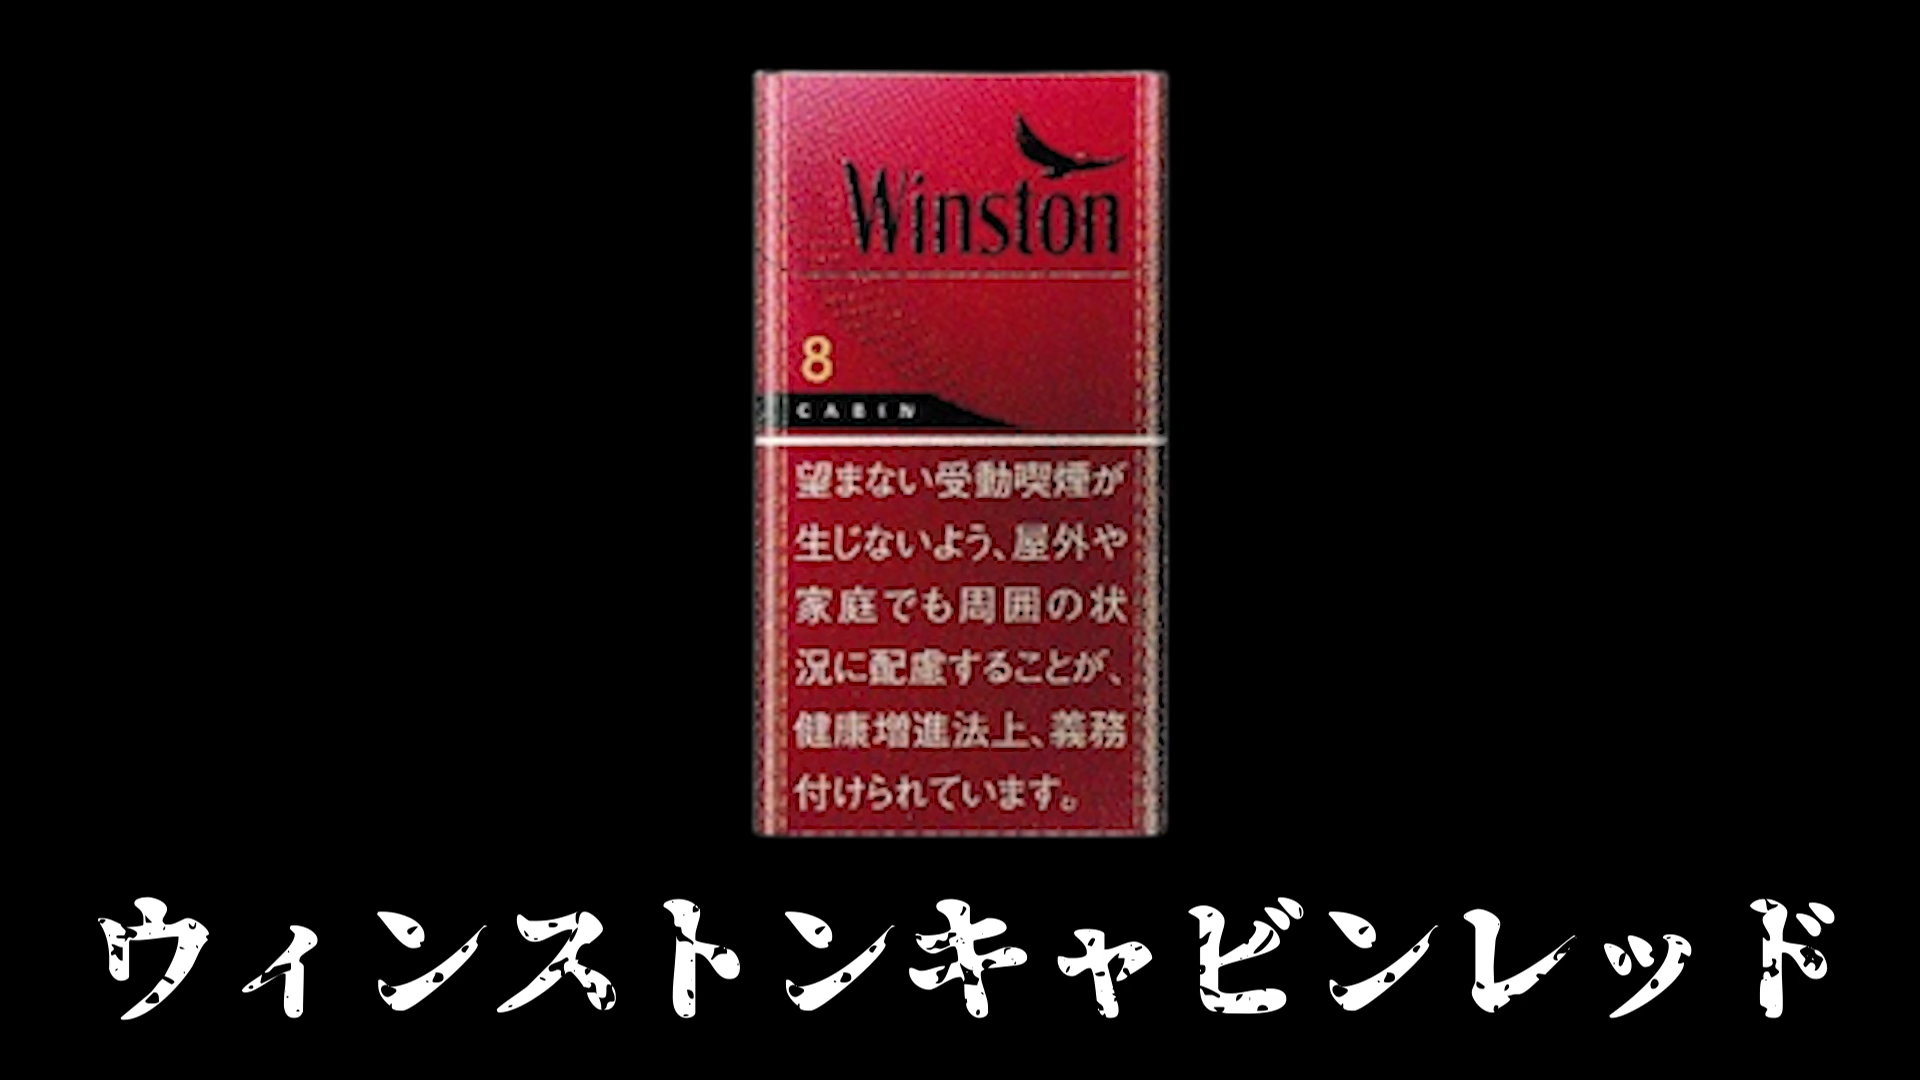 Winston
8
CABIN
望まない受動喫煙が
生じないよう、屋外や
家庭でも周囲の状
況に配慮することが、
健康増進法上、義務
付けられています。
ウィンストンキャビンレッド